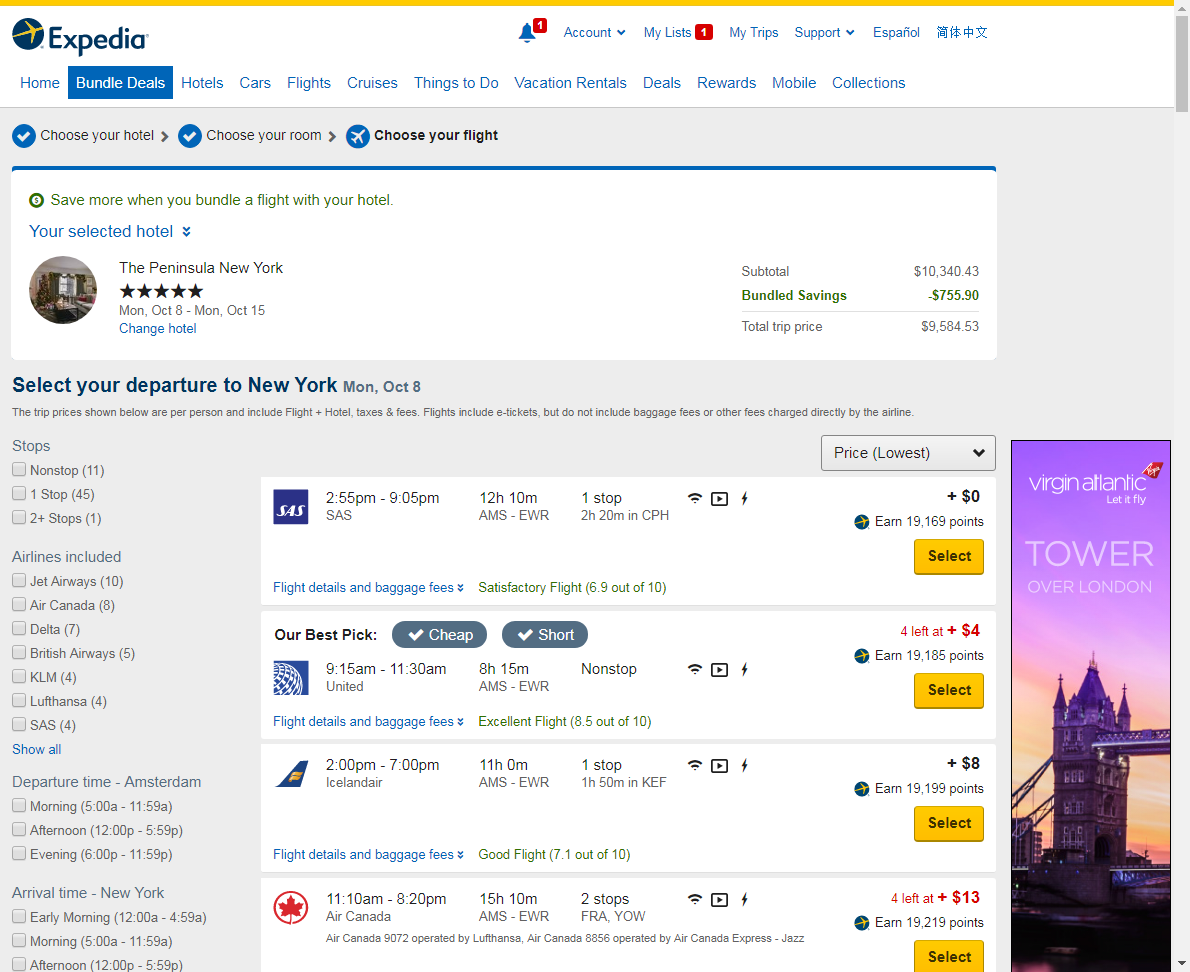 Expedia
1
Account
My Lists 1
My Trips
Support
Español
简体中文
Home
Bundle Deals
Hotels
Cars
Flights
Cruises
Things to Do
Vacation Rentals
Deals
Rewards
Mobile
Collections
Choose your hotel
Choose your room
Choose your flight
Save more when you bundle a flight with your hotel.
Your selected hotel
The Peninsula New York
Mon, Oct 8 - Mon, Oct 15
Change hotel
Subtotal $10,340.43
Bundled Savings -$755.90
Total trip price $9,584.53
Select your departure to New York Mon, Oct 8
The trip prices shown below are per person and include Flight + Hotel, taxes & fees. Flights include e-tickets, but do not include baggage fees or other fees charged directly by the airline.
Stops
Nonstop (11)
1 Stop (45)
2+ Stops (1)
Airlines included
Jet Airways (10)
Air Canada (8)
Delta (7)
British Airways (5)
KLM (4)
Lufthansa (4)
SAS (4)
Show all
Departure time - Amsterdam
Morning (5:00a - 11:59a)
Afternoon (12:00p - 5:59p)
Evening (6:00p - 11:59p)
Arrival time - New York
Early Morning (12:00a - 4:59a)
Morning (5:00a - 11:59a)
Afternoon (12:00p - 5:59p)
Price (Lowest)
SAS
2:55pm - 9:05pm 12h 10m 1 stop + $0
SAS AMS - EWR 2h 20m in CPH
Earn 19,169 points
Select
Flight details and baggage fees Satisfactory Flight (6.9 out of 10)
Our Best Pick: Cheap Short 4 left at + $4
Earn 19,185 points
9:15am - 11:30am 8h 15m Nonstop
United AMS - EWR
Select
Flight details and baggage fees Excellent Flight (8.5 out of 10)
2:00pm - 7:00pm 11h 0m 1 stop + $8
Icelandair AMS - EWR 1h 50m in KEF
Earn 19,199 points
Select
Flight details and baggage fees Good Flight (7.1 out of 10)
11:10am - 8:20pm 15h 10m 2 stops 4 left at + $13
Air Canada AMS - EWR FRA, YOW
Earn 19,219 points
Air Canada 9072 operated by Lufthansa, Air Canada 8856 operated by Air Canada Express - Jazz
Select
virgin atlantic
Let it fly
TOWER
OVER LONDON